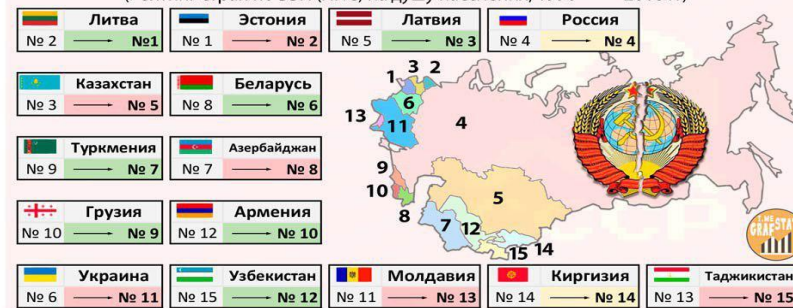 Литва Эстония Латвия Россия
№ 2 → №1 № 1 → № 2 № 5 → № 3 № 4 → № 4
Казахстан Беларусь
№ 3 → № 5 № 8 → № 6
Туркмения Азербайджан
№ 9 → № 7 № 7 → № 8
Грузия Армения
№ 10 → № 9 № 12 → № 10
1 3 2
6
13 11 4
9
10 5
8 7 12
15 14
T.ME
GRAFSTAT
Украина Узбекистан Молдавия Киргизия Таджикистан
№ 6 → № 11 № 15 → № 12 № 11 → № 13 № 14 → № 14 № 13 → № 15